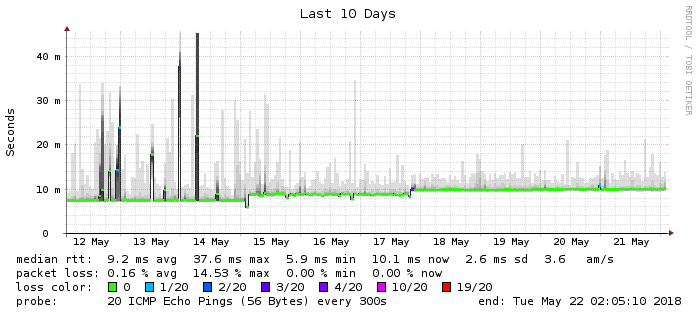 Last 10 Days
RRDTOOL / TOBI OETIKER
Seconds
40 m
30 m
20 m
10 m
0
12 May 13 May 14 May 15 May 16 May 17 May 18 May 19 May 20 May 21 May
median rtt: 9.2 ms avg 37.6 ms max 5.9 ms min 10.1 ms now 2.6 ms sd 3.6 am/s
packet loss: 0.16 % avg 14.53 % max 0.00 % min 0.00 % now
loss color: 0 1/20 2/20 3/20 4/20 10/20 19/20
probe: 20 ICMP Echo Pings (56 Bytes) every 300s end: Tue May 22 02:05:10 2018